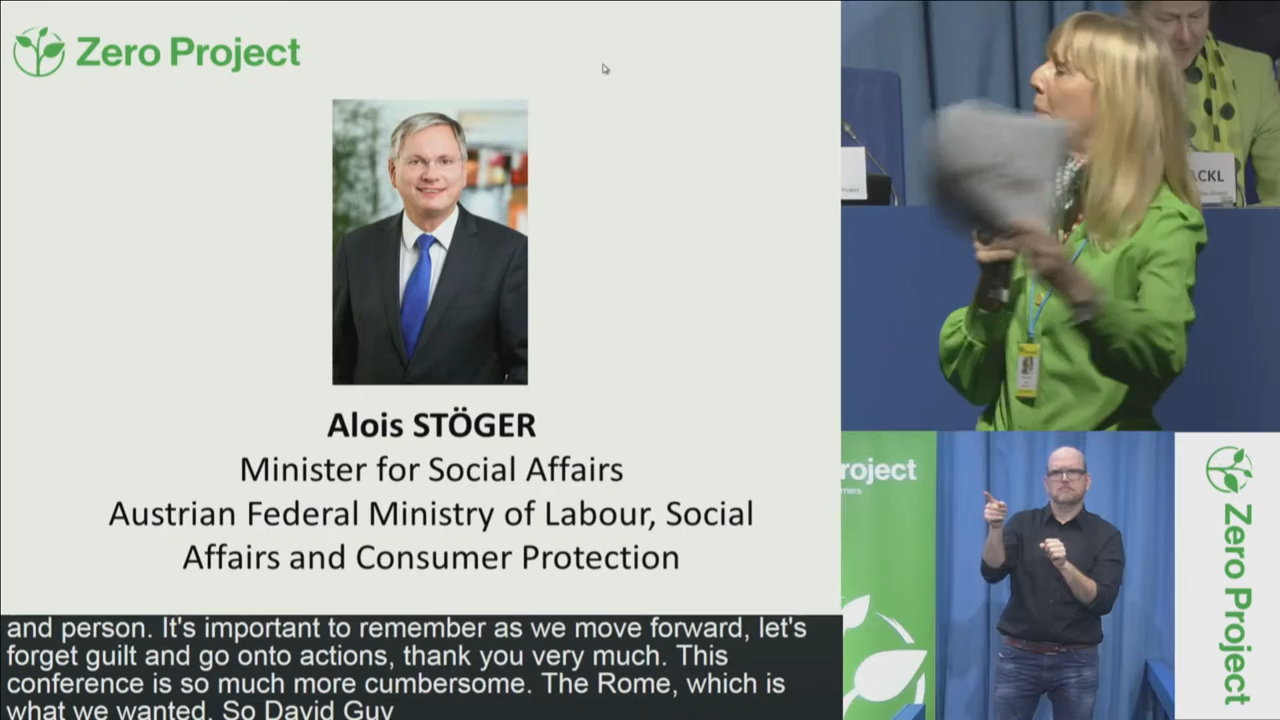 Zero Project
Alois STÖGER
Minister for Social Affairs
Austrian Federal Ministry of Labour, Social
Affairs and Consumer Protection
and person. It's important to remember as we move forward, let's
forget guilt and go onto actions, thank you very much. This
conference is so much more cumbersome. The Rome, which is
what we wanted. So David Guy
ACKL
roject
rriers
Zero Project